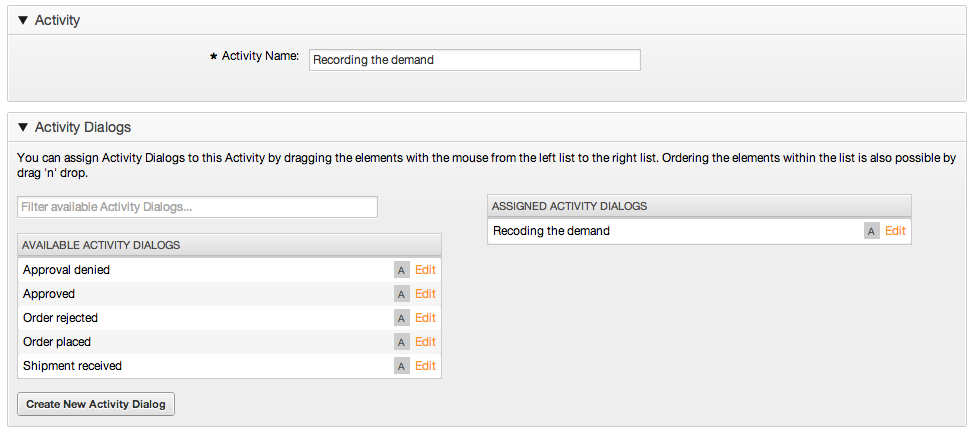 ▼ Activity
★ Activity Name: Recording the demand
▼ Activity Dialogs
You can assign Activity Dialogs to this Activity by dragging the elements with the mouse from the left list to the right list. Ordering the elements within the list is also possible by
drag 'n' drop.
Filter available Activity Dialogs...
AVAILABLE ACTIVITY DIALOGS
Approval denied A Edit
Approved A Edit
Order rejected A Edit
Order placed A Edit
Shipment received A Edit
Create New Activity Dialog
ASSIGNED ACTIVITY DIALOGS
Recoding the demand A Edit